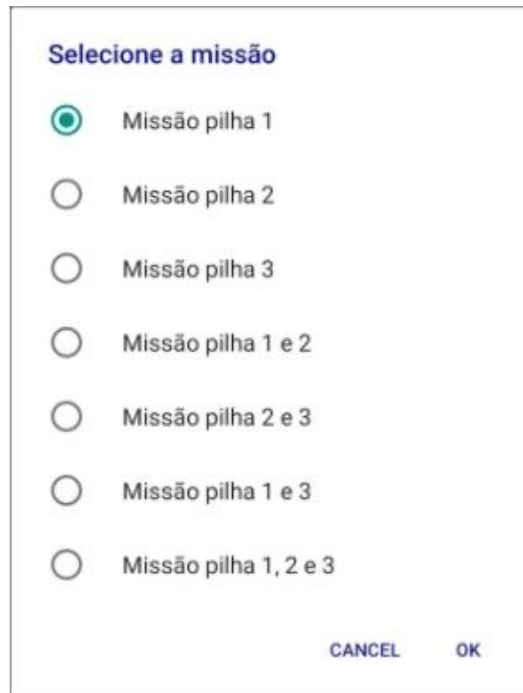 Selecione a missão
Missão pilha 1
Missão pilha 2
Missão pilha 3
Missão pilha 1 e 2
Missão pilha 2 e 3
Missão pilha 1 e 3
Missão pilha 1, 2 e 3
CANCEL OK